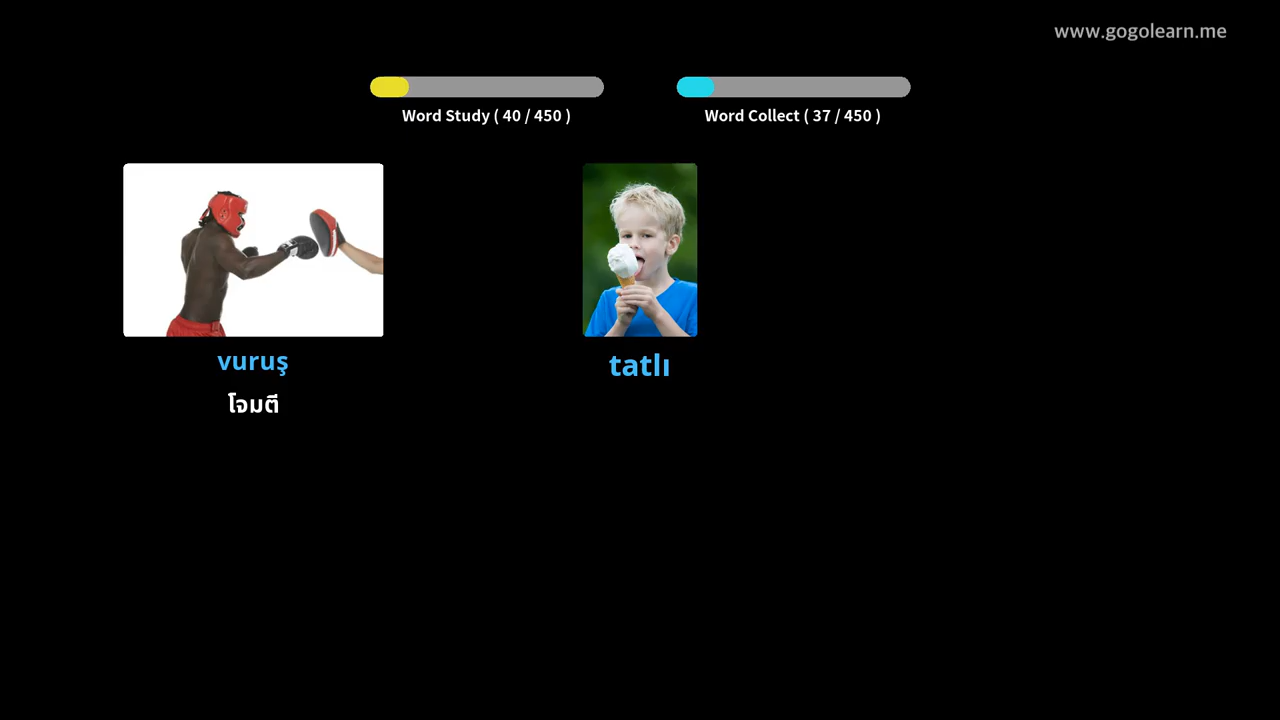 www.gogolearn.me
Word Study ( 40 / 450 )
Word Collect ( 37 / 450 )
vuruş
โจมตี
tatlı